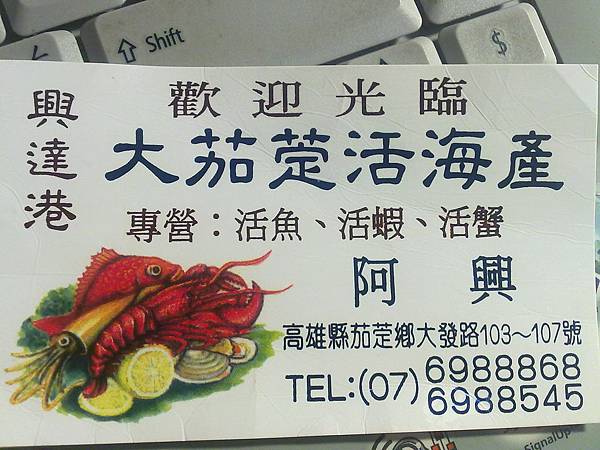 Shift
$
歡迎光臨
興達港
大茄萣活海產
專營：活魚、活蝦、活蟹
阿興
高雄縣茄萣鄉大發路103～107號
TEL:(07) 6988868
6988545
SignalUp